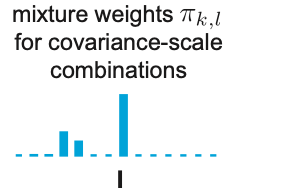 mixture weights π_{k,l}
for covariance-scale
combinations